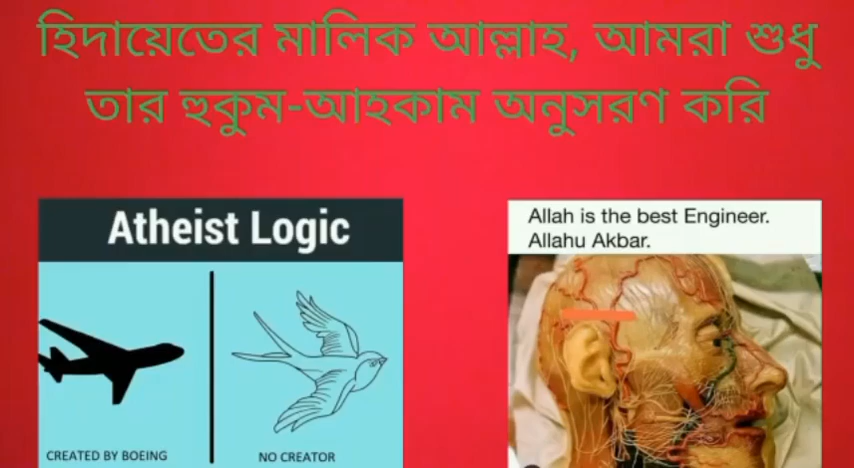 হিদায়েতের মালিক আল্লাহ, আমরা শুধু
তার হুকুম-আহকাম অনুসরণ করি
Atheist Logic
CREATED BY BOEING
NO CREATOR
Allah is the best Engineer.
Allahu Akbar.